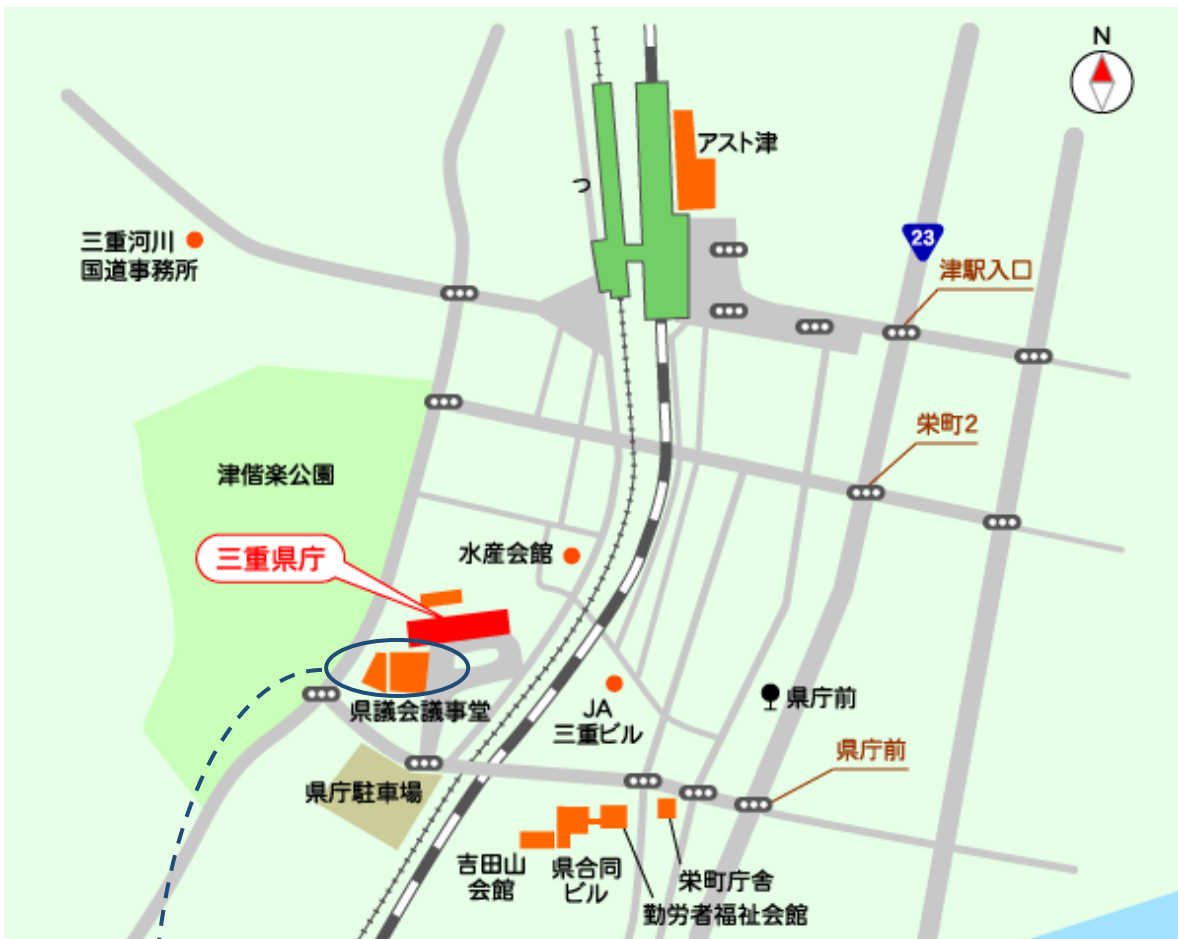 N
アスト津
つ
三重河川
国道事務所
23
津駅入口
栄町2
津偕楽公園
水産会館
三重県庁
県議会議事堂
JA
三重ビル
県庁前
県庁前
県庁駐車場
吉田山
会館
県合同
ビル
栄町庁舎
勤労者福祉会館